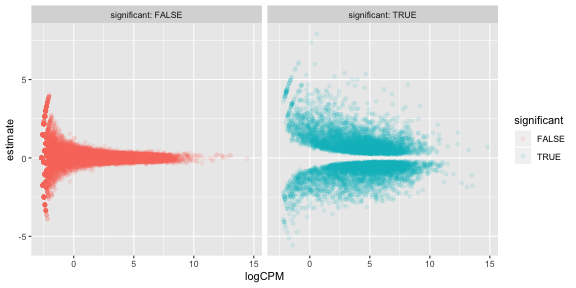 significant: FALSE
significant: TRUE
estimate
5
0
-5
0
5
10
15
0
5
10
15
logCPM
significant
FALSE
TRUE